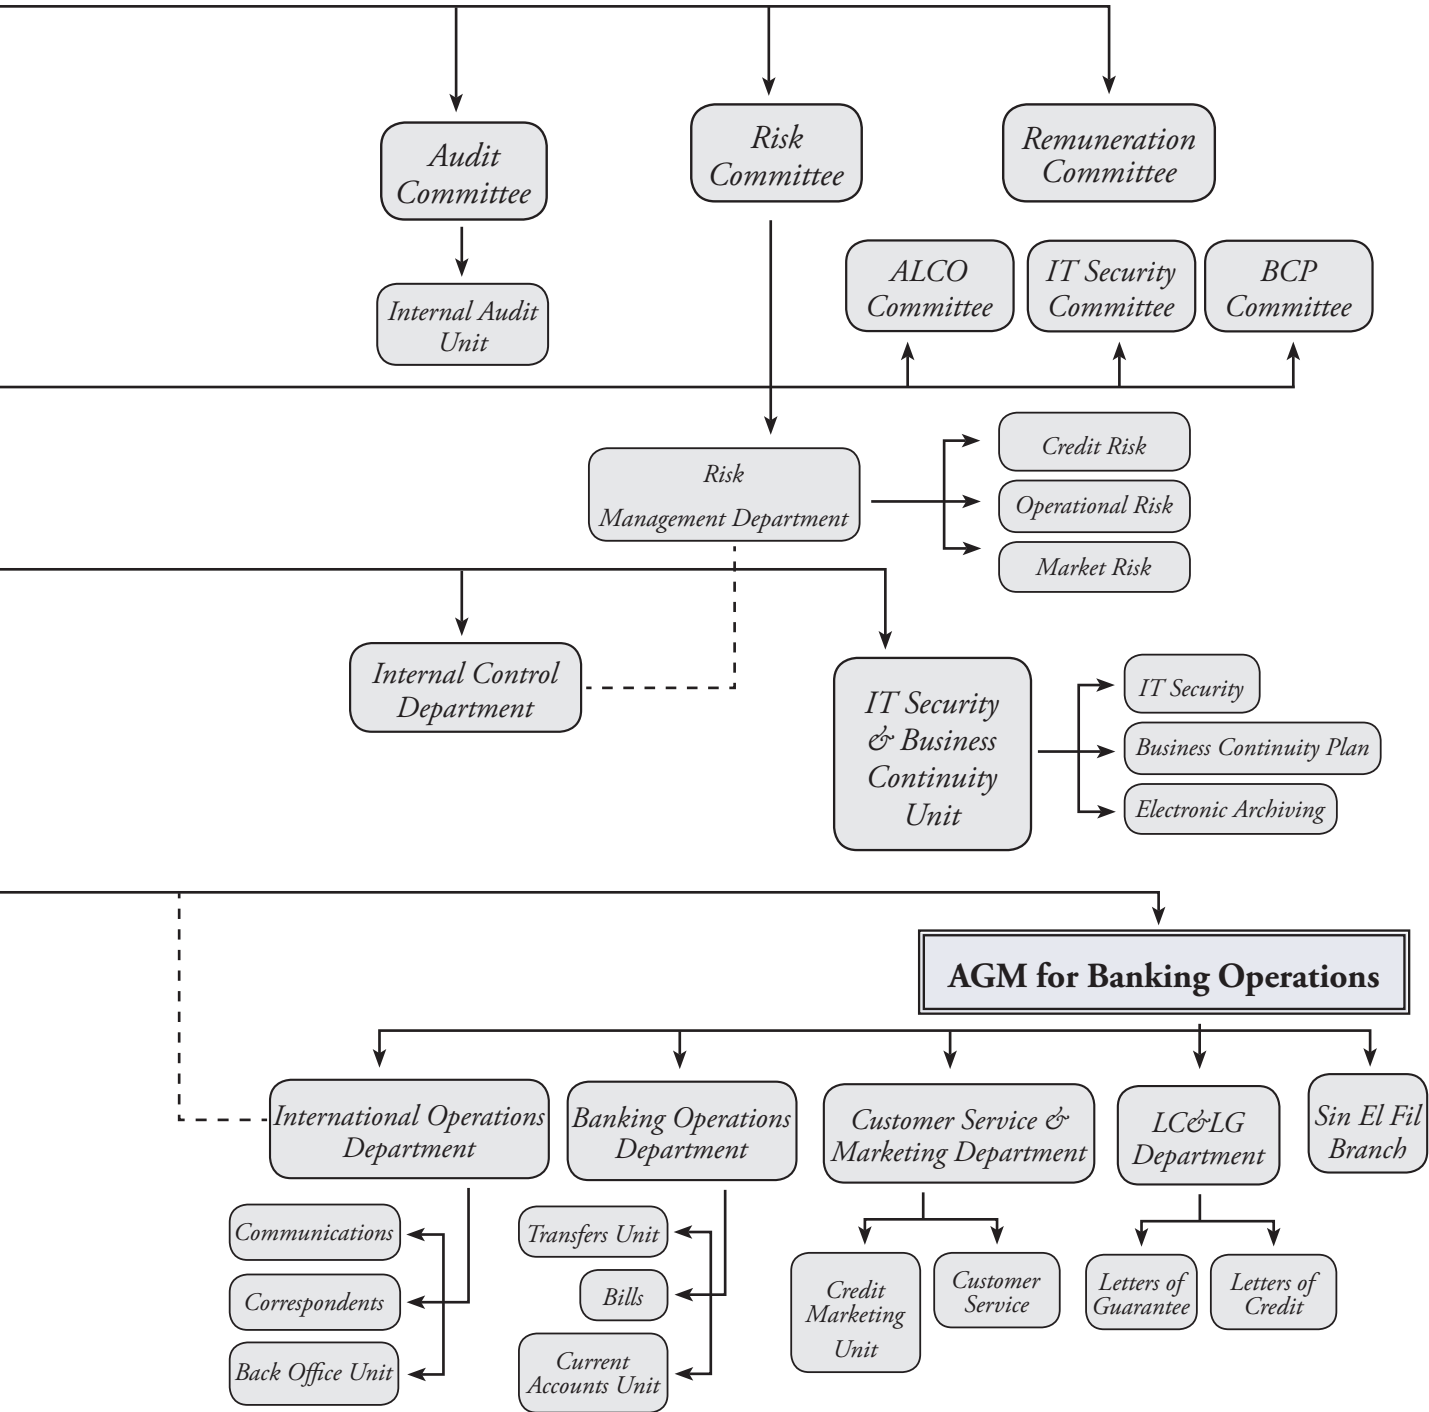 Audit
Committee
Risk
Committee
Remuneration
Committee
Internal Audit
Unit
ALCO
Committee
IT Security
Committee
BCP
Committee
Risk
Management Department
Credit Risk
Operational Risk
Market Risk
Internal Control
Department
IT Security
& Business
Continuity
Unit
IT Security
Business Continuity Plan
Electronic Archiving
AGM for Banking Operations
International Operations
Department
Banking Operations
Department
Customer Service &
Marketing Department
LC&LG
Department
Sin El Fil
Branch
Communications
Correspondents
Back Office Unit
Transfers Unit
Bills
Current
Accounts Unit
Credit
Marketing
Unit
Customer
Service
Letters of
Guarantee
Letters of
Credit